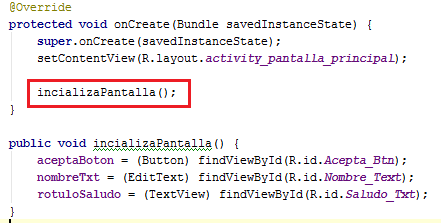 @Override
protected void onCreate(Bundle savedInstanceState) {
super.onCreate(savedInstanceState);
setContentView(R.layout.activity_pantalla_principal);
incializaPantalla();
}
public void incializaPantalla() {
aceptaBoton = (Button) findViewById(R.id.Acepta_Btn);
nombreTxt = (EditText) findViewById(R.id.Nombre_Text);
rotuloSaludo = (TextView) findViewById(R.id.Saludo_Txt);
}